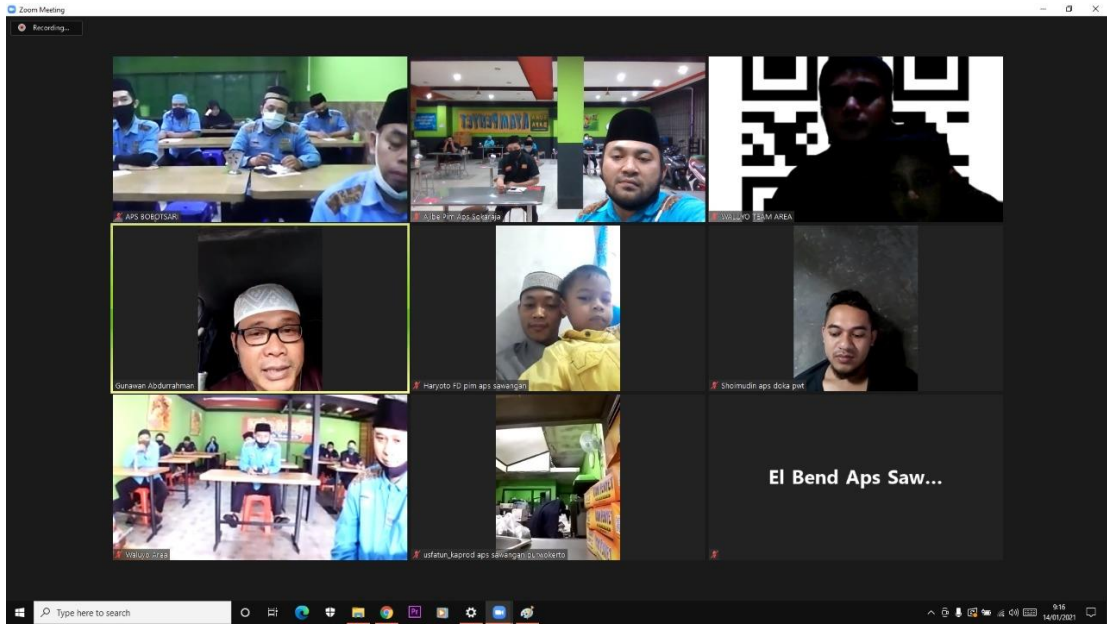 Zoom Meeting
Recording...
APS BOBOTSARI
Albe Pim Aps Sokaraja
WALUYO TEAM AREA
Gunawan Abdurrahman
Haryoto FD pim aps sawangan
Shoimudin aps doka pwt
Waluyo Araa
usfatun_kaprod aps sawangan purwokerto
El Bend Aps Saw...
Type here to search
9:16
14/01/2021